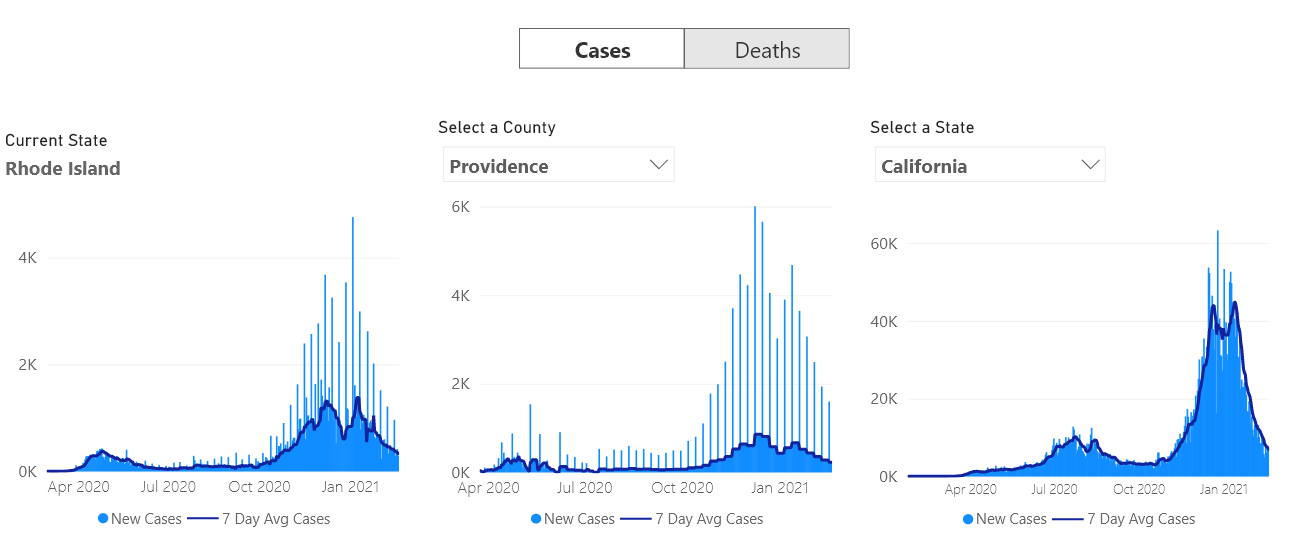 Cases Deaths
Current State
Rhode Island
4K
2K
0K
Apr 2020 Jul 2020 Oct 2020 Jan 2021
New Cases 7 Day Avg Cases
Select a County
Providence
6K
4K
2K
0K
Apr 2020 Jul 2020 Oct 2020 Jan 2021
New Cases 7 Day Avg Cases
Select a State
California
60K
40K
20K
0K
Apr 2020 Jul 2020 Oct 2020 Jan 2021
New Cases 7 Day Avg Cases